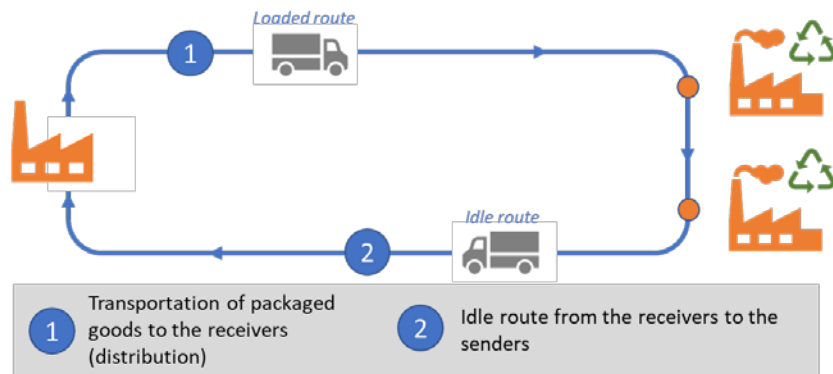 Loaded route
1
Idle route
2
1
Transportation of packaged
goods to the receivers
(distribution)
2
Idle route from the receivers to the
senders